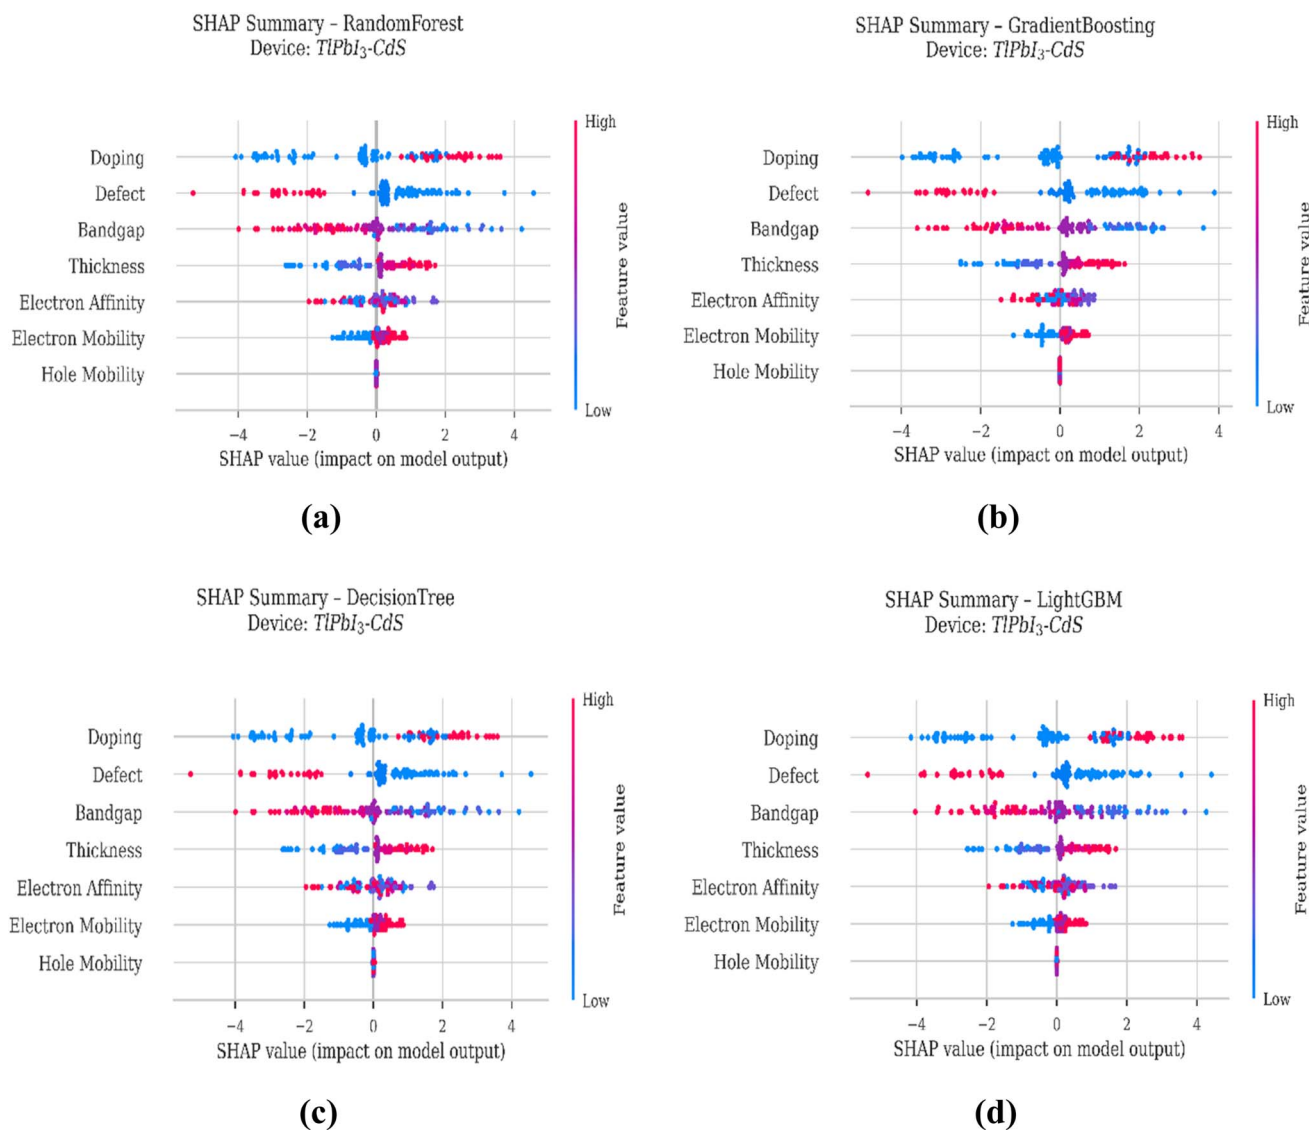 SHAP Summary – RandomForest
Device: TlPbI₃-CdS
High
Doping
Defect
Bandgap
Thickness
Electron Affinity
Electron Mobility
Hole Mobility
Feature value
Low
−4 −2 0 2 4
SHAP value (impact on model output)
(a)
SHAP Summary – GradientBoosting
Device: TlPbI₃-CdS
High
Doping
Defect
Bandgap
Thickness
Electron Affinity
Electron Mobility
Hole Mobility
Feature value
Low
−4 −2 0 2 4
SHAP value (impact on model output)
(b)
SHAP Summary – DecisionTree
Device: TlPbI₃-CdS
High
Doping
Defect
Bandgap
Thickness
Electron Affinity
Electron Mobility
Hole Mobility
Feature value
Low
−4 −2 0 2 4
SHAP value (impact on model output)
(c)
SHAP Summary – LightGBM
Device: TlPbI₃-CdS
High
Doping
Defect
Bandgap
Thickness
Electron Affinity
Electron Mobility
Hole Mobility
Feature value
Low
−4 −2 0 2 4
SHAP value (impact on model output)
(d)